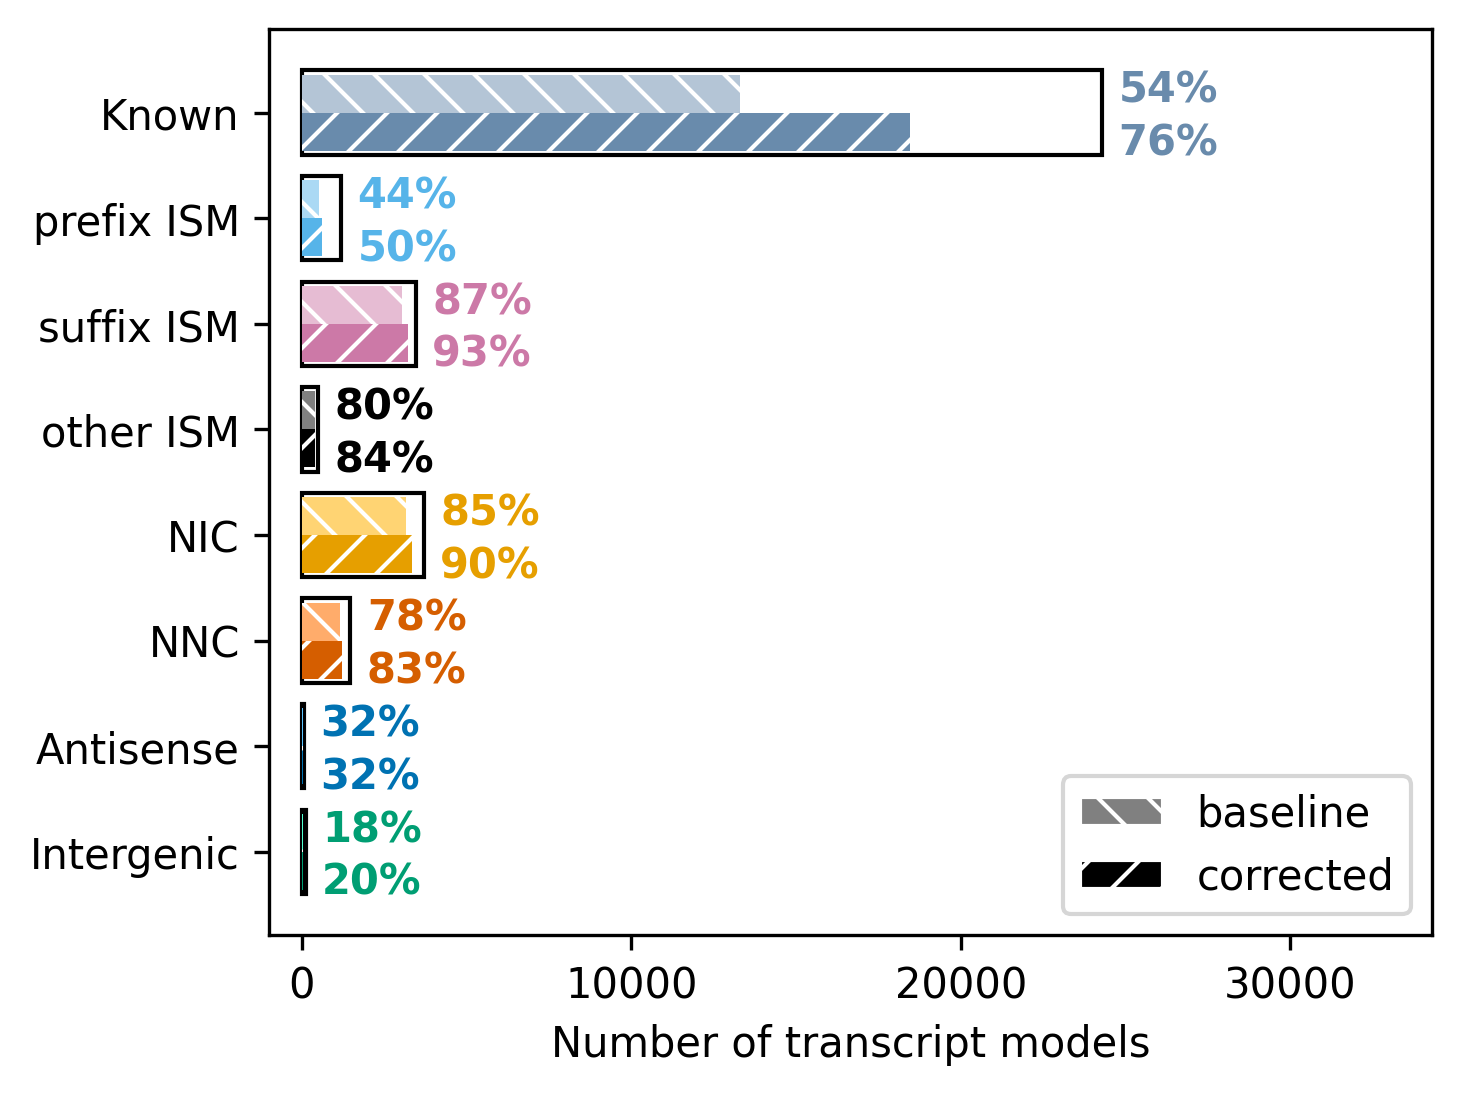 Known
54%
76%
prefix ISM
44%
50%
suffix ISM
87%
93%
other ISM
80%
84%
NIC
85%
90%
NNC
78%
83%
Antisense
32%
32%
Intergenic
18%
20%
baseline
corrected
0 10000 20000 30000
Number of transcript models